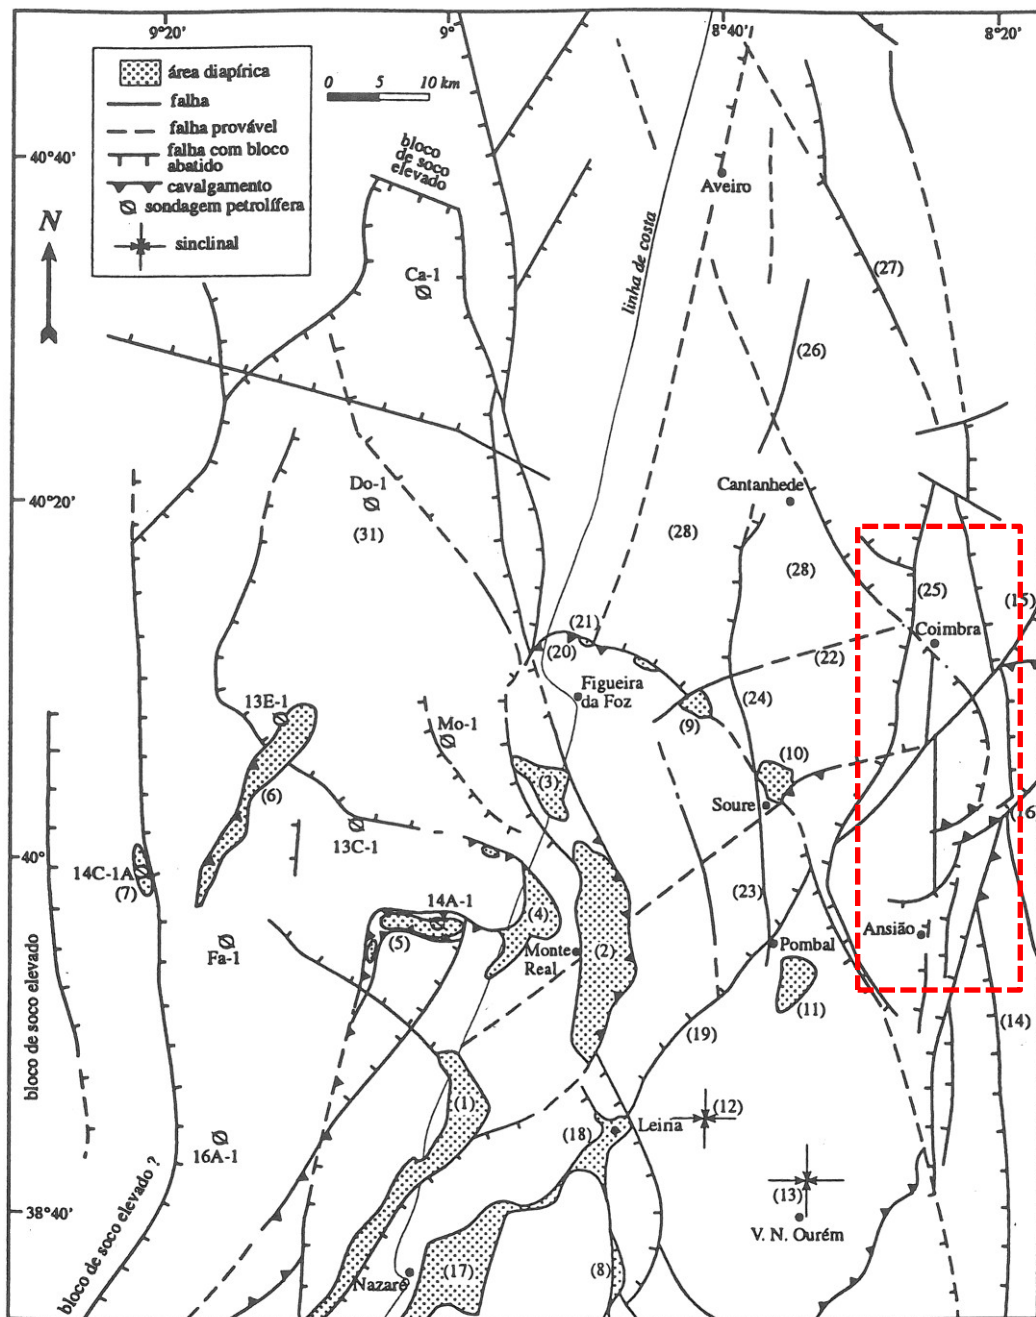 9°20'
9°
8°40'
8°20'
área diapírica
falha
falha provável
falha com bloco
abatido
cavalgamento
sondagem petrolífera
sinclinal
0 5 10 km
N
bloco
de soco
elevado
40°40'
Aveiro
linha de costa
Ca-1
(27)
(26)
Do-1
40°20'
(31)
Cantanhede
(28)
(28)
(25)
(15)
Coimbra
(21)
(20)
(22)
Figueira
da Foz
(24)
(9)
13E-1
Mo-1
(10)
(3)
(6)
Soure
(16)
13C-1
40°
14C-1A
(7)
14A-1
(4)
(23)
Ansião
(5)
Fa-1
Monte
Real
(2)
Pombal
(11)
(14)
(19)
bloco de soco elevado
(1)
(12)
(18)
Leiria
16A-1
(13)
38°40'
V. N. Ourém
bloco de soco elevado ?
(17)
(8)
Nazaré